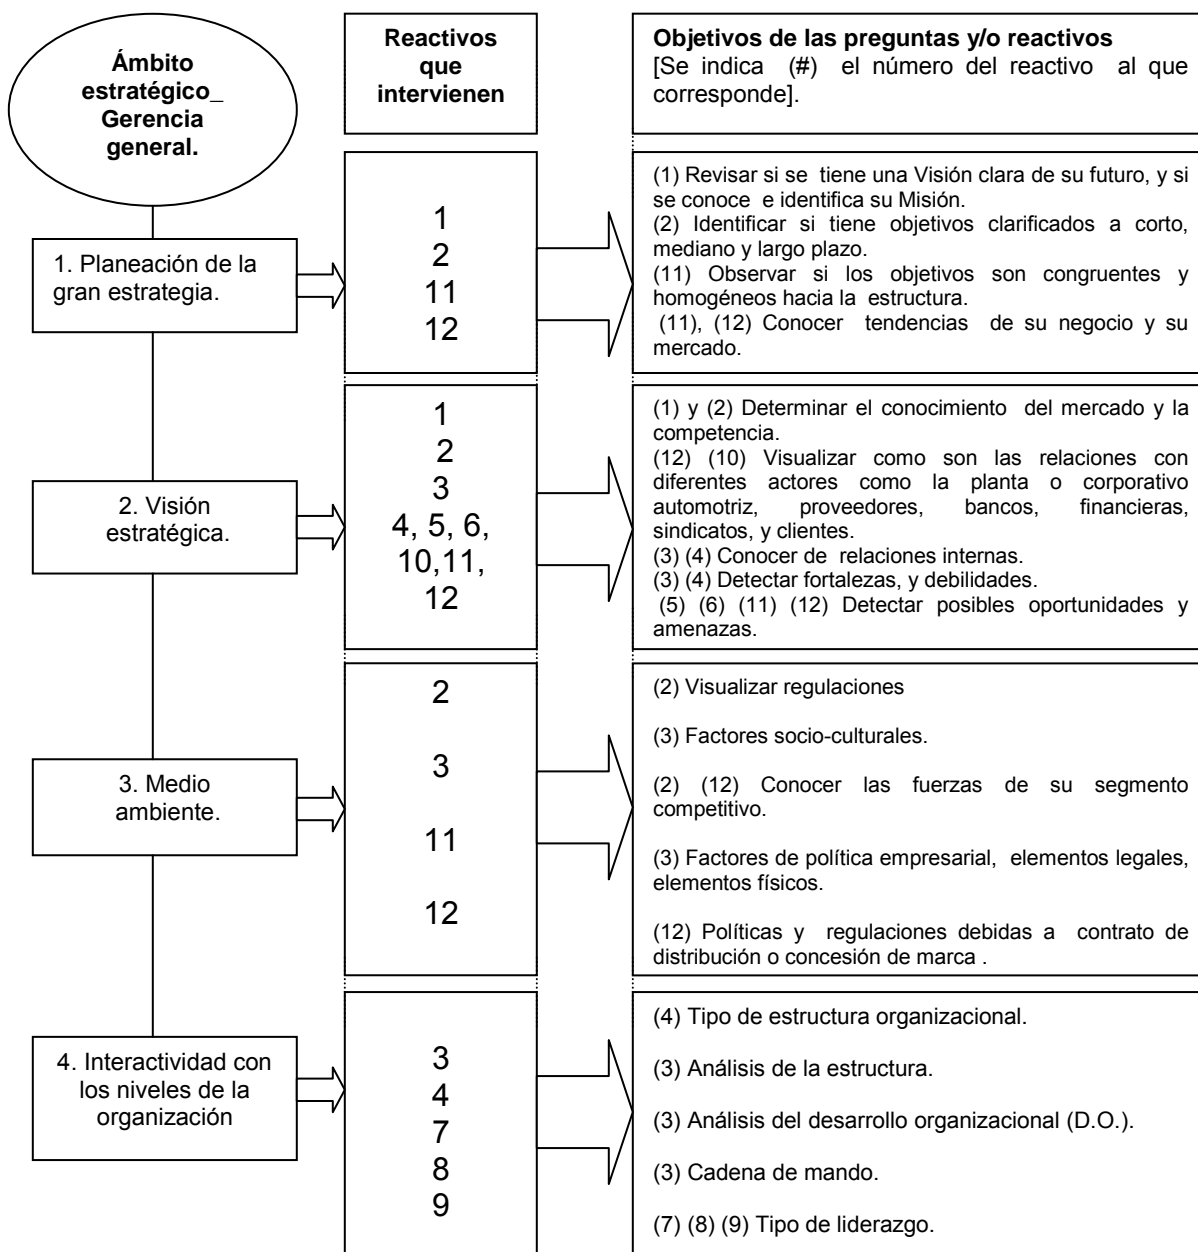 Ámbito
estratégico_
Gerencia
general.
Reactivos
que
intervienen
Objetivos de las preguntas y/o reactivos
[Se indica (#) el número del reactivo al que
corresponde].
1. Planeación de la
gran estrategia.
1
2
11
12
(1) Revisar si se tiene una Visión clara de su futuro, y si
se conoce e identifica su Misión.
(2) Identificar si tiene objetivos clarificados a corto,
mediano y largo plazo.
(11) Observar si los objetivos son congruentes y
homogéneos hacia la estructura.
(11), (12) Conocer tendencias de su negocio y su
mercado.
2. Visión
estratégica.
1
2
3
4, 5, 6,
10,11,
12
(1) y (2) Determinar el conocimiento del mercado y la
competencia.
(12) (10) Visualizar como son las relaciones con
diferentes actores como la planta o corporativo
automotriz, proveedores, bancos, financieras,
sindicatos, y clientes.
(3) (4) Conocer de relaciones internas.
(3) (4) Detectar fortalezas, y debilidades.
(5) (6) (11) (12) Detectar posibles oportunidades y
amenazas.
3. Medio
ambiente.
2
3
11
12
(2) Visualizar regulaciones
(3) Factores socio-culturales.
(2) (12) Conocer las fuerzas de su segmento
competitivo.
(3) Factores de política empresarial, elementos legales,
elementos físicos.
(12) Políticas y regulaciones debidas a contrato de
distribución o concesión de marca .
4. Interactividad con
los niveles de la
organización
3
4
7
8
9
(4) Tipo de estructura organizacional.
(3) Análisis de la estructura.
(3) Análisis del desarrollo organizacional (D.O.).
(3) Cadena de mando.
(7) (8) (9) Tipo de liderazgo.